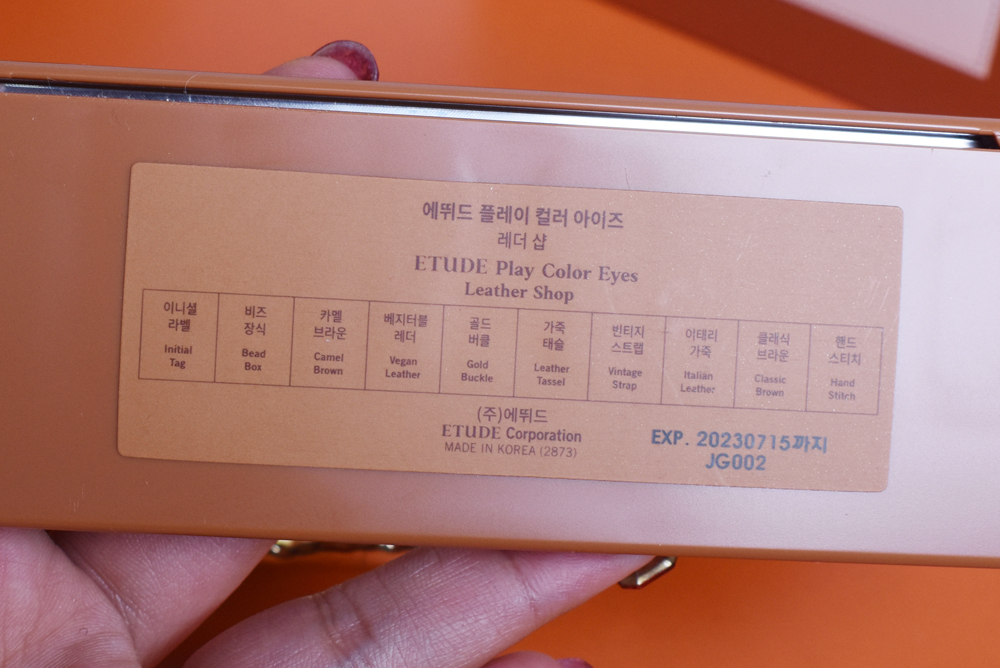 에뛰드 플레이 컬러 아이즈
레더 샵
ETUDE Play Color Eyes
Leather Shop
이니셜
라벨
Initial
Tag
비즈
장식
Bead
Box
카멜
브라운
Camel
Brown
베지터블
레더
Vegan
Leather
골드
버클
Gold
Buckle
가죽
태슬
Leather
Tassel
빈티지
스트랩
Vintage
Strap
이태리
가죽
Italian
Leather
클래식
브라운
Classic
Brown
핸드
스티치
Hand
Stitch
(주)에뛰드
ETUDE Corporation
MADE IN KOREA (2873)
EXP. 20230715까지
JG002